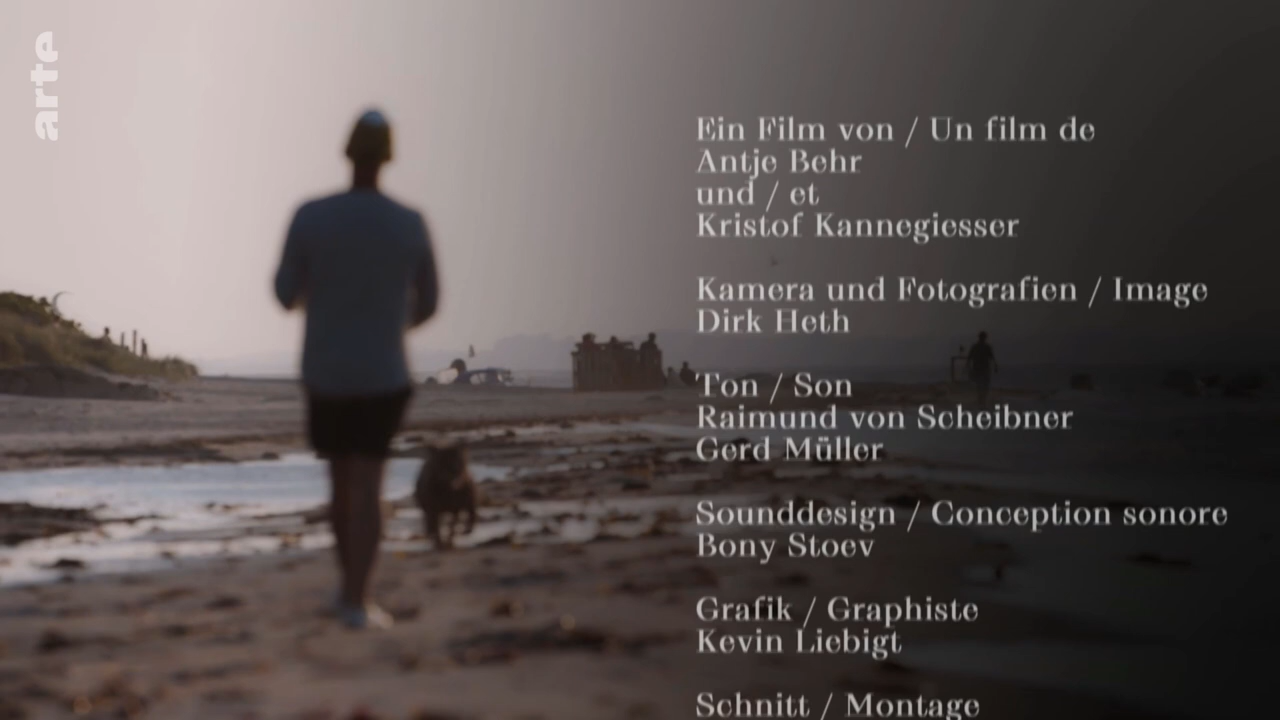 arte
Ein Film von / Un film de
Antje Behr
und / et
Kristof Kannegiesser
Kamera und Fotografien / Image
Dirk Heth
Ton / Son
Raimund von Scheibner
Gerd Müller
Sounddesign / Conception sonore
Bony Stoev
Grafik / Graphiste
Kevin Liebigt
Schnitt / Montage